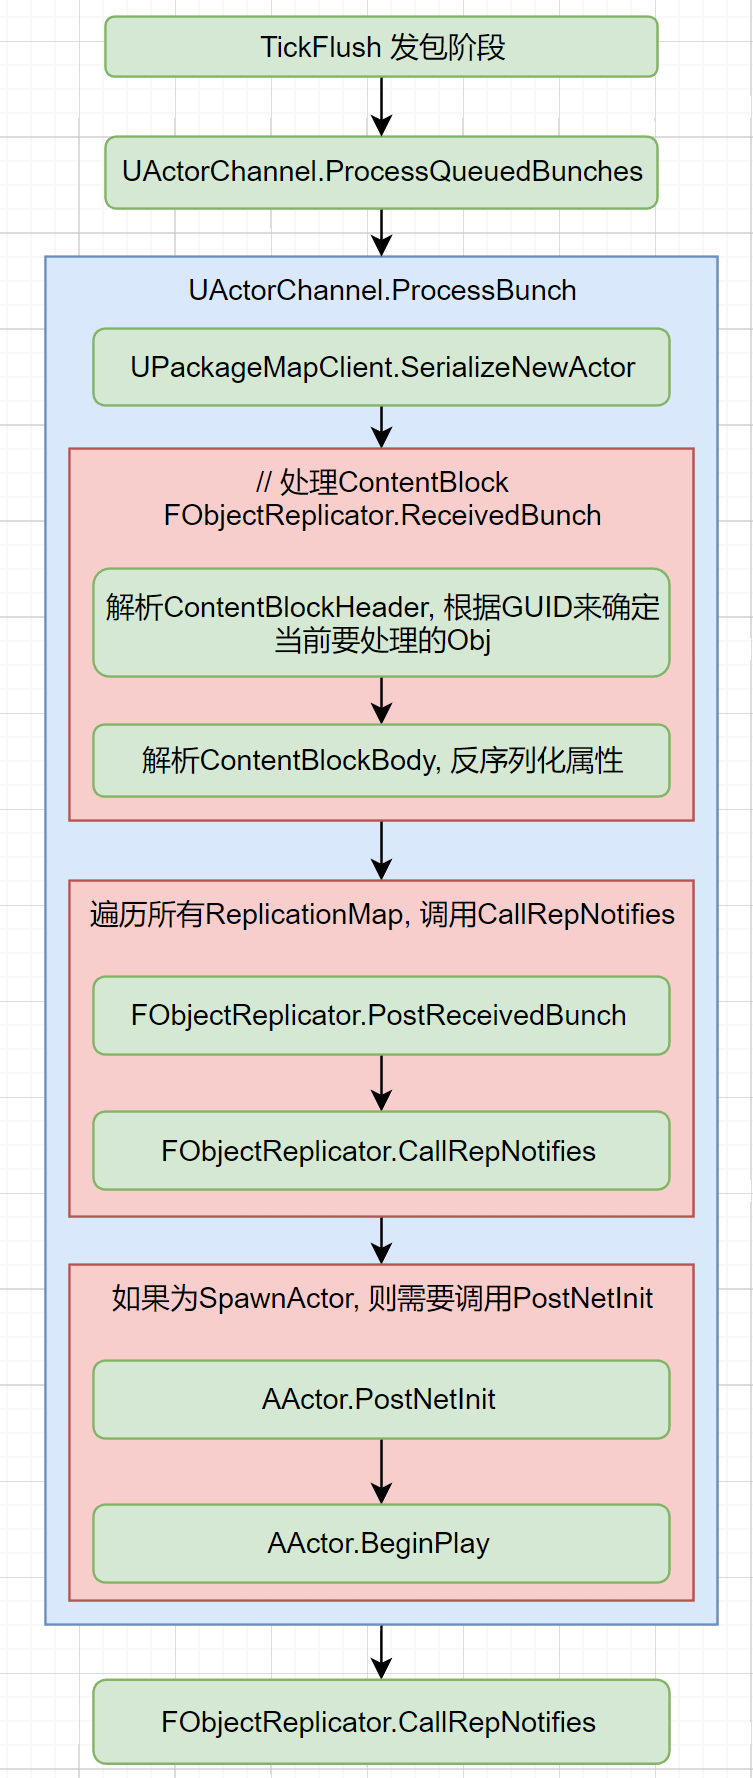 TickFlush 发包阶段
UActorChannel.ProcessQueuedBunches
UActorChannel.ProcessBunch
UPackageMapClient.SerializeNewActor
// 处理ContentBlock
FObjectReplicator.ReceivedBunch
解析ContentBlockHeader, 根据GUID来确定
当前要处理的Obj
解析ContentBlockBody, 反序列化属性
遍历所有ReplicationMap, 调用CallRepNotifies
FObjectReplicator.PostReceivedBunch
FObjectReplicator.CallRepNotifies
如果为SpawnActor, 则需要调用PostNetInit
AActor.PostNetInit
AActor.BeginPlay
FObjectReplicator.CallRepNotifies